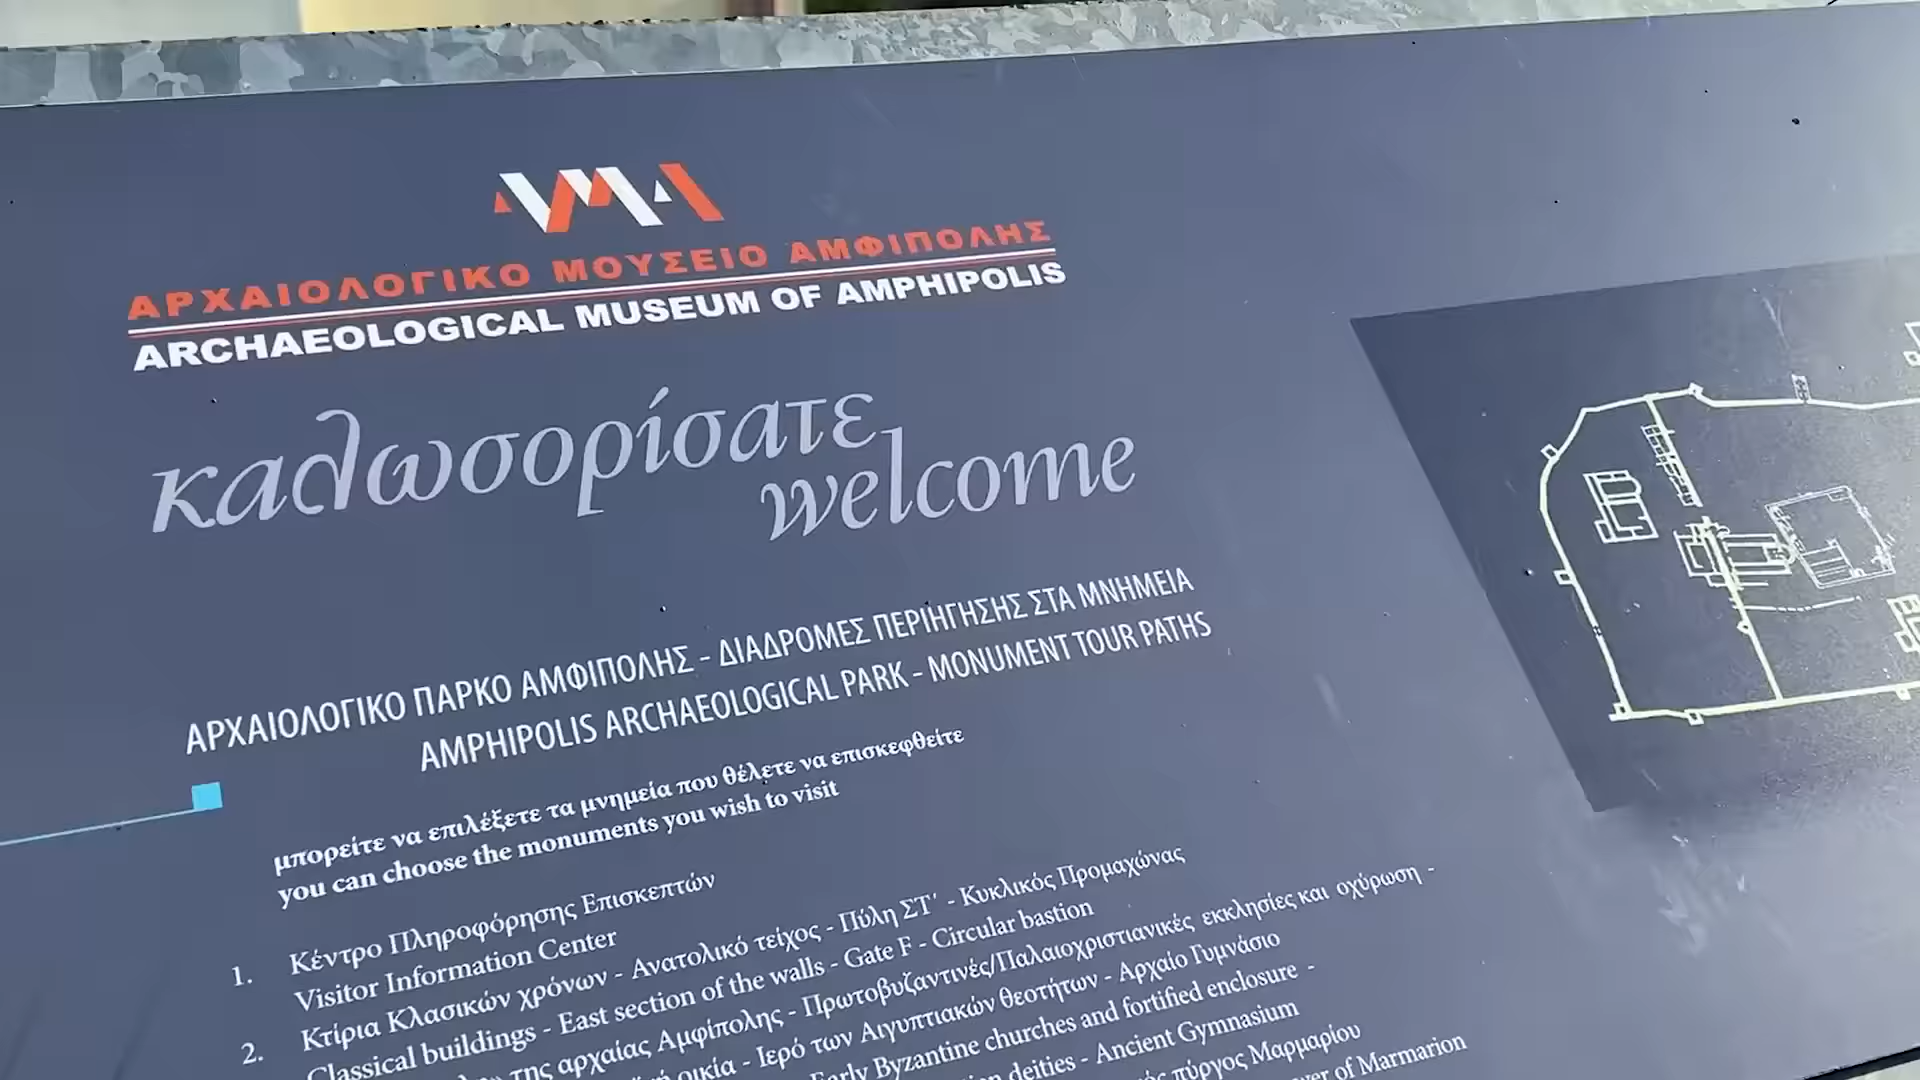 ΑΡΧΑΙΟΛΟΓΙΚΟ ΜΟΥΣΕΙΟ ΑΜΦΙΠΟΛΗΣ
ARCHAEOLOGICAL MUSEUM OF AMPHIPOLIS
καλωσορίσατε
welcome
ΑΡΧΑΙΟΛΟΓΙΚΟ ΠΑΡΚΟ ΑΜΦΙΠΟΛΗΣ - ΔΙΑΔΡΟΜΕΣ ΠΕΡΙΗΓΗΣΗΣ ΣΤΑ ΜΝΗΜΕΙΑ
AMPHIPOLIS ARCHAEOLOGICAL PARK - MONUMENT TOUR PATHS
μπορείτε να επιλέξετε τα μνημεία που θέλετε να επισκεφθείτε
you can choose the monuments you wish to visit
1. Κέντρο Πληροφόρησης Επισκεπτών
Visitor Information Center
2. Κτίρια Κλασικών χρόνων - Ανατολικό τείχος - Πύλη ΣΤ΄ - Κυκλικός Προμαχώνας
Classical buildings - East section of the walls - Gate F - Circular bastion
της αρχαίας Αμφίπολης - Πρωτοβυζαντινές/Παλαιοχριστιανικές εκκλησίες και οχύρωση -
οικία - Ιερό των Αιγυπτιακών θεοτήτων - Αρχαίο Γυμνάσιο
Early Byzantine churches and fortified enclosure -
deities - Ancient Gymnasium
πύργος Μαρμαρίου
of Marmarion